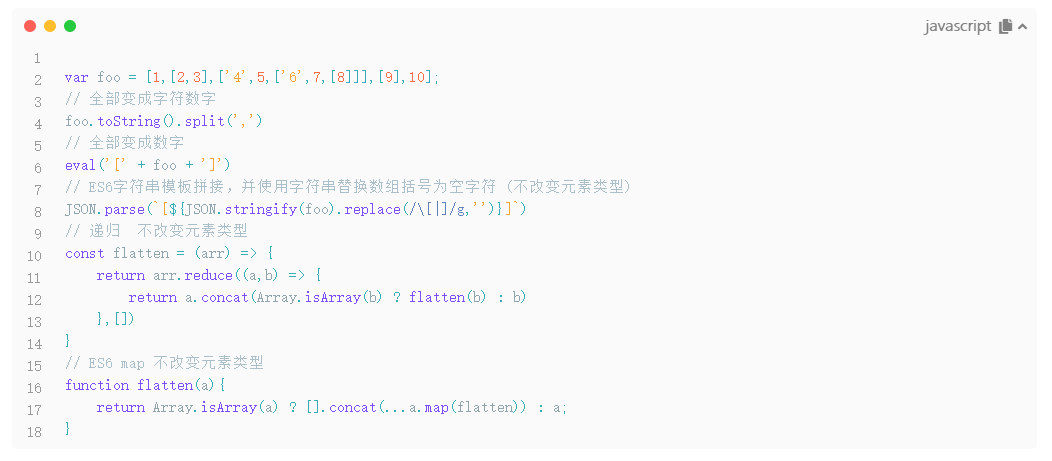 javascript
1
2 var foo = [1,[2,3],['4',5,['6',7,[8]]],[9],10];
3 // 全部变成字符数字
4 foo.toString().split(',')
5 // 全部变成数字
6 eval('[' + foo + ']')
7 // ES6字符串模板拼接，并使用字符串替换数组括号为空字符（不改变元素类型）
8 JSON.parse(`[${JSON.stringify(foo).replace(/\[|]/g,'')}]`)
9 // 递归　不改变元素类型
10 const flatten = (arr) => {
11     return arr.reduce((a,b) => {
12         return a.concat(Array.isArray(b) ? flatten(b) : b)
13     },[])
14 }
15 // ES6 map 不改变元素类型
16 function flatten(a){
17     return Array.isArray(a) ? [].concat(...a.map(flatten)) : a;
18 }